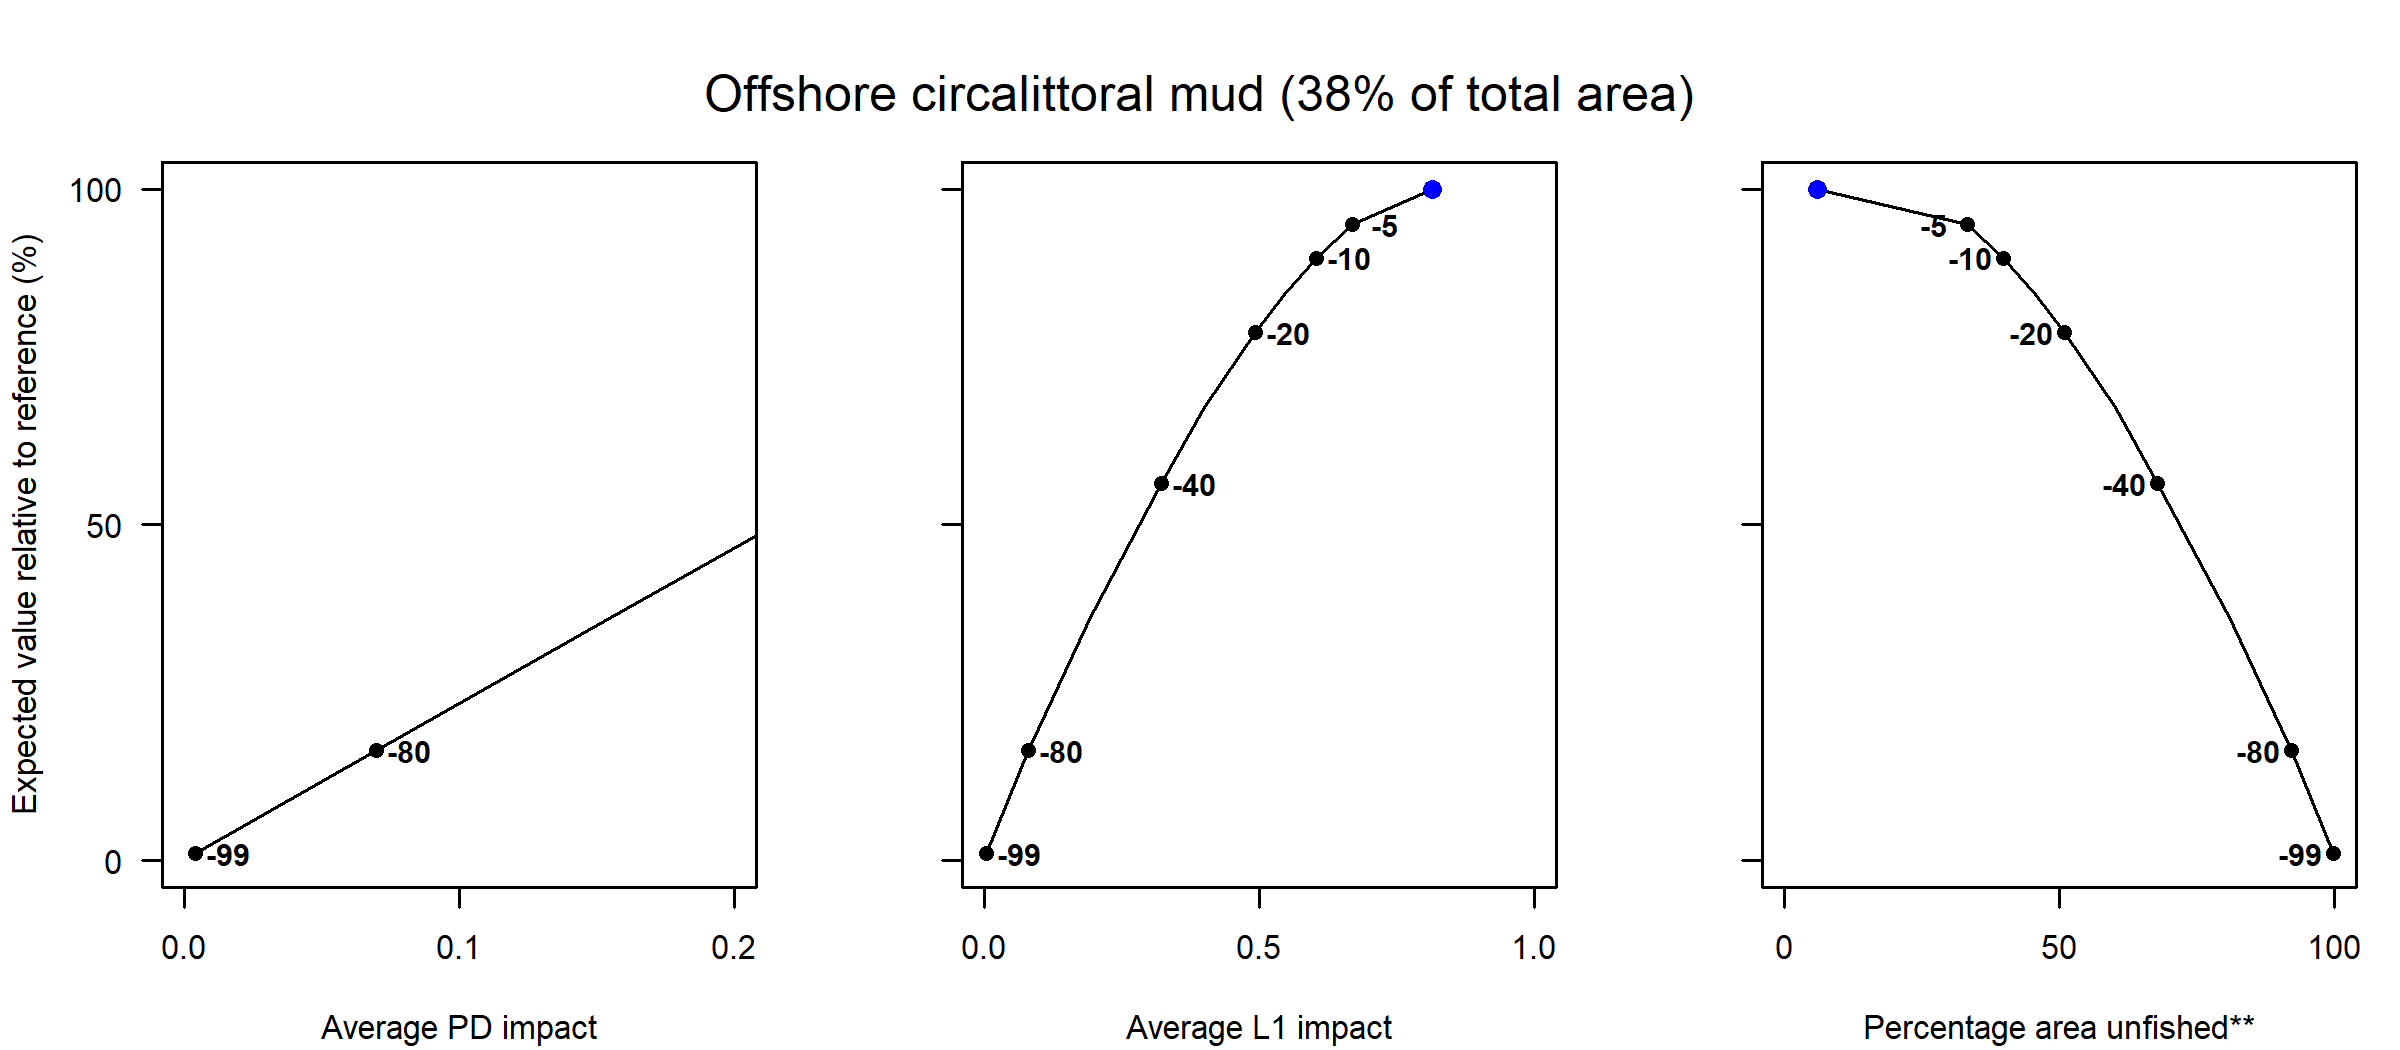 Offshore circalittoral mud (38% of total area)
Expected value relative to reference (%)
100
50
0
-80
-99
0.0 0.1 0.2
Average PD impact
-5
-10
-20
-40
-80
-99
0.0 0.5 1.0
Average L1 impact
-5
-10
-20
-40
-80
-99
0 50 100
Percentage area unfished**